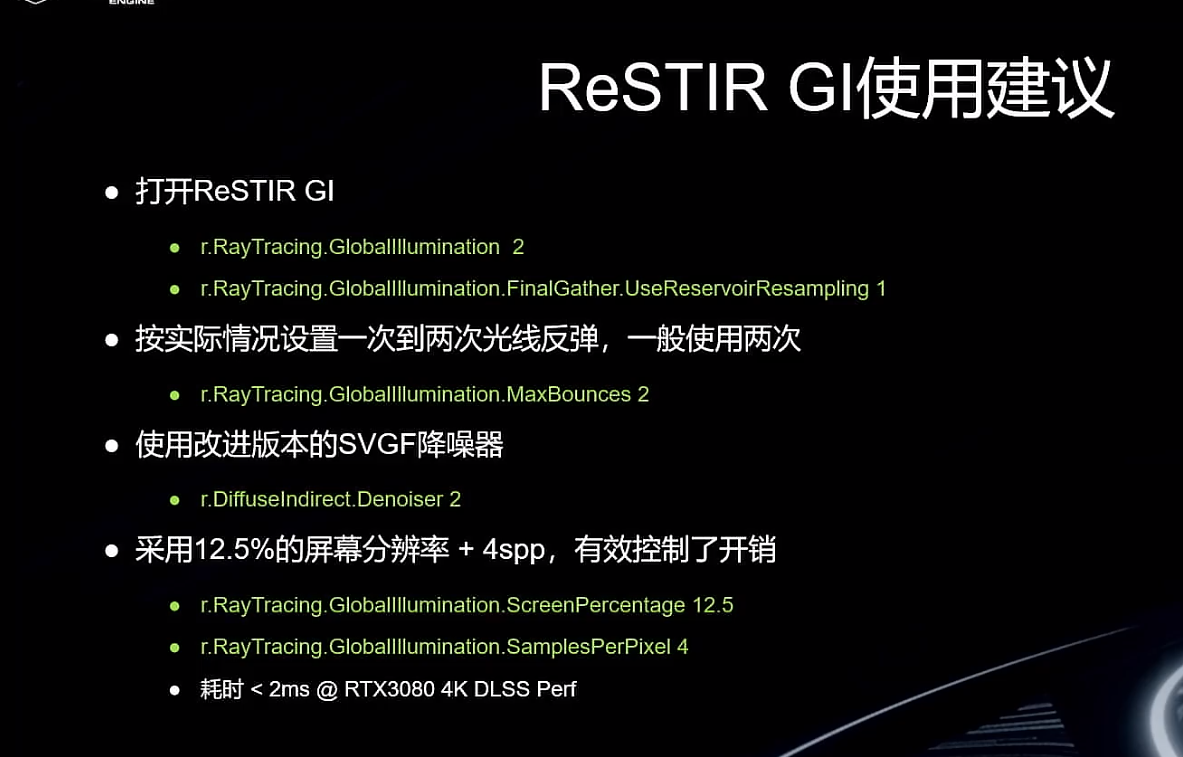 ENGINE
ReSTIR GI使用建议
打开ReSTIR GI
r.RayTracing.GlobalIllumination 2
r.RayTracing.GlobalIllumination.FinalGather.UseReservoirResampling 1
按实际情况设置一次到两次光线反弹，一般使用两次
r.RayTracing.GlobalIllumination.MaxBounces 2
使用改进版本的SVGF降噪器
r.DiffuseIndirect.Denoiser 2
采用12.5%的屏幕分辨率 + 4spp，有效控制了开销
r.RayTracing.GlobalIllumination.ScreenPercentage 12.5
r.RayTracing.GlobalIllumination.SamplesPerPixel 4
耗时 < 2ms @ RTX3080 4K DLSS Perf